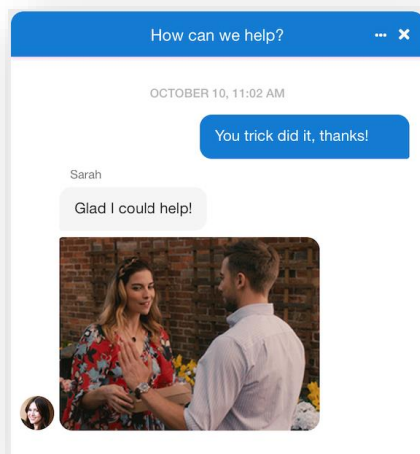 How can we help?
OCTOBER 10, 11:02 AM
You trick did it, thanks!
Sarah
Glad I could help!